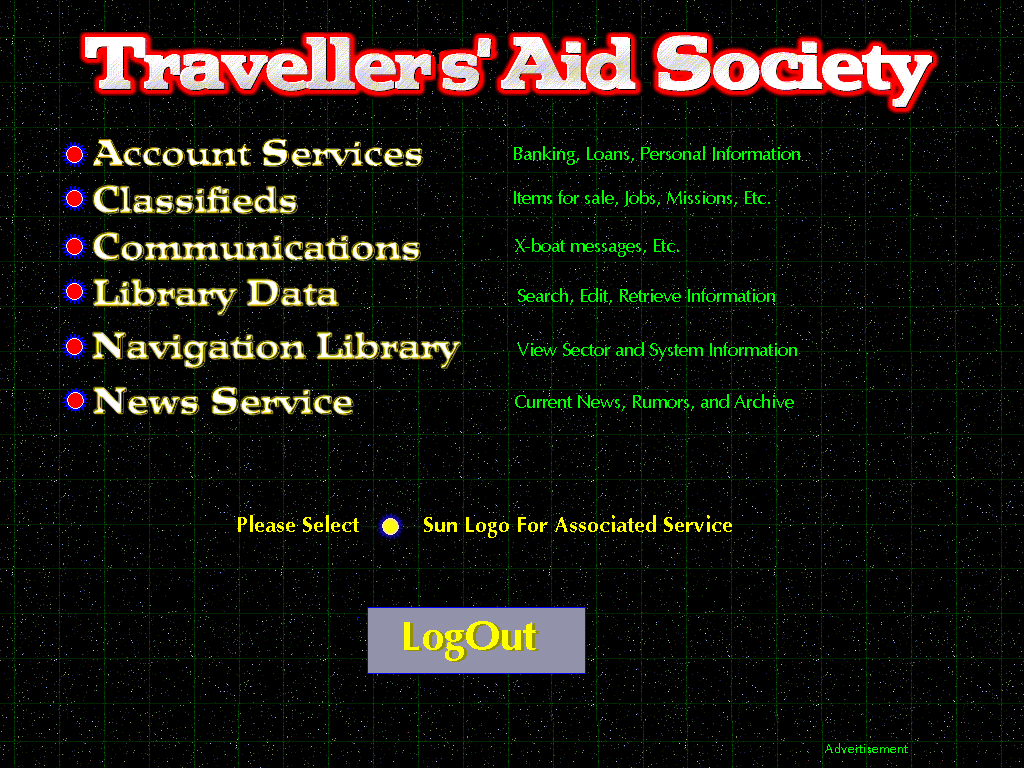 Travellers' Aid Society
Account Services Banking, Loans, Personal Information
Classifieds Items for sale, Jobs, Missions, Etc.
Communications X-boat messages, Etc.
Library Data Search, Edit, Retrieve Information
Navigation Library View Sector and System Information
News Service Current News, Rumors, and Archive
Please Select Sun Logo For Associated Service
LogOut
Advertisement